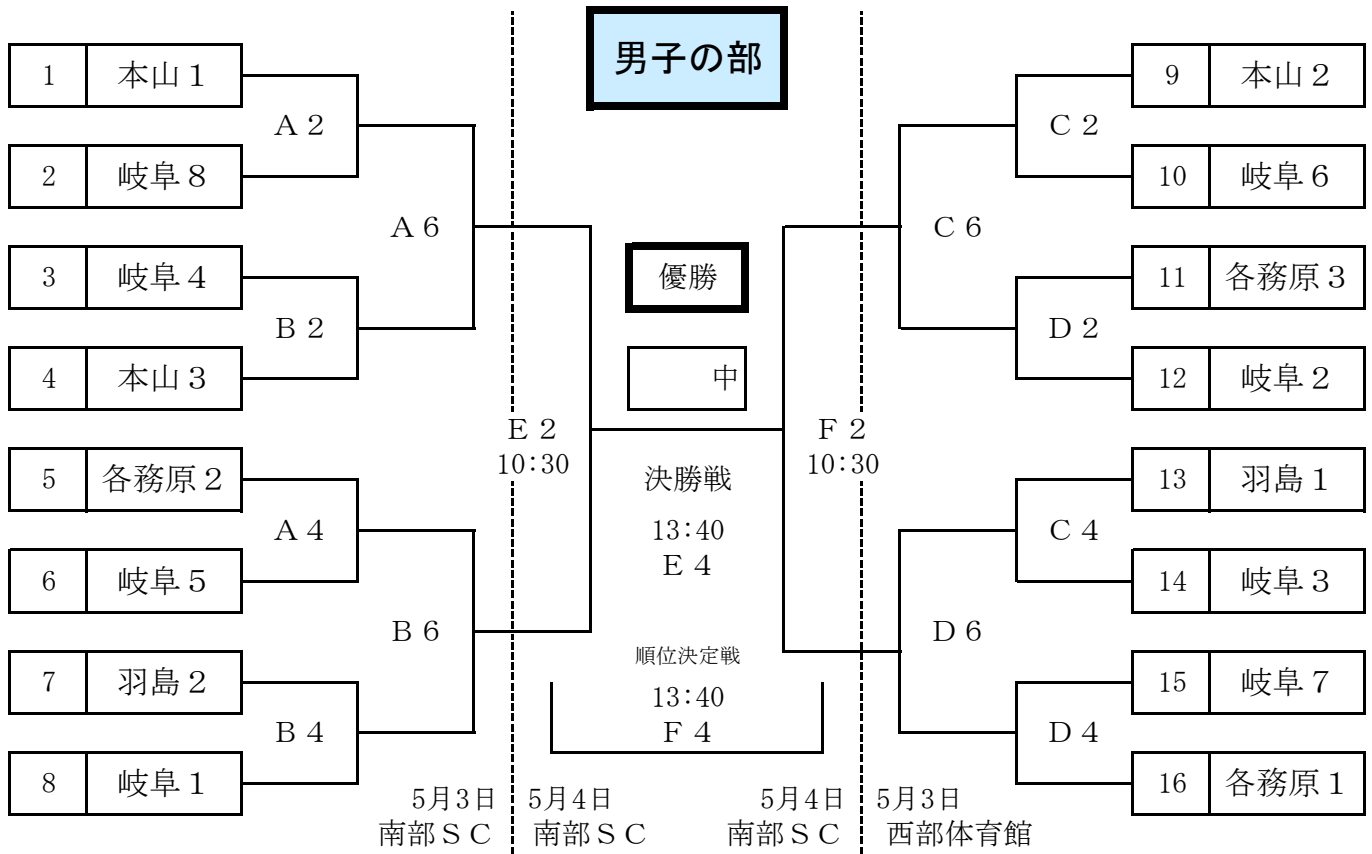 男子の部
1 本山１
2 岐阜８
3 岐阜４
4 本山３
5 各務原２
6 岐阜５
7 羽島２
8 岐阜１
Ａ２
Ｂ２
Ａ４
Ｂ４
Ａ６
Ｂ６
Ｅ２
10:30
優勝
中
決勝戦
13:40
Ｅ４
順位決定戦
13:40
Ｆ４
Ｆ２
10:30
Ｃ６
Ｄ６
Ｃ２
Ｄ２
Ｃ４
Ｄ４
9 本山２
10 岐阜６
11 各務原３
12 岐阜２
13 羽島１
14 岐阜３
15 岐阜７
16 各務原１
5月3日 5月4日 5月4日 5月3日
南部ＳＣ 南部ＳＣ 南部ＳＣ 西部体育館